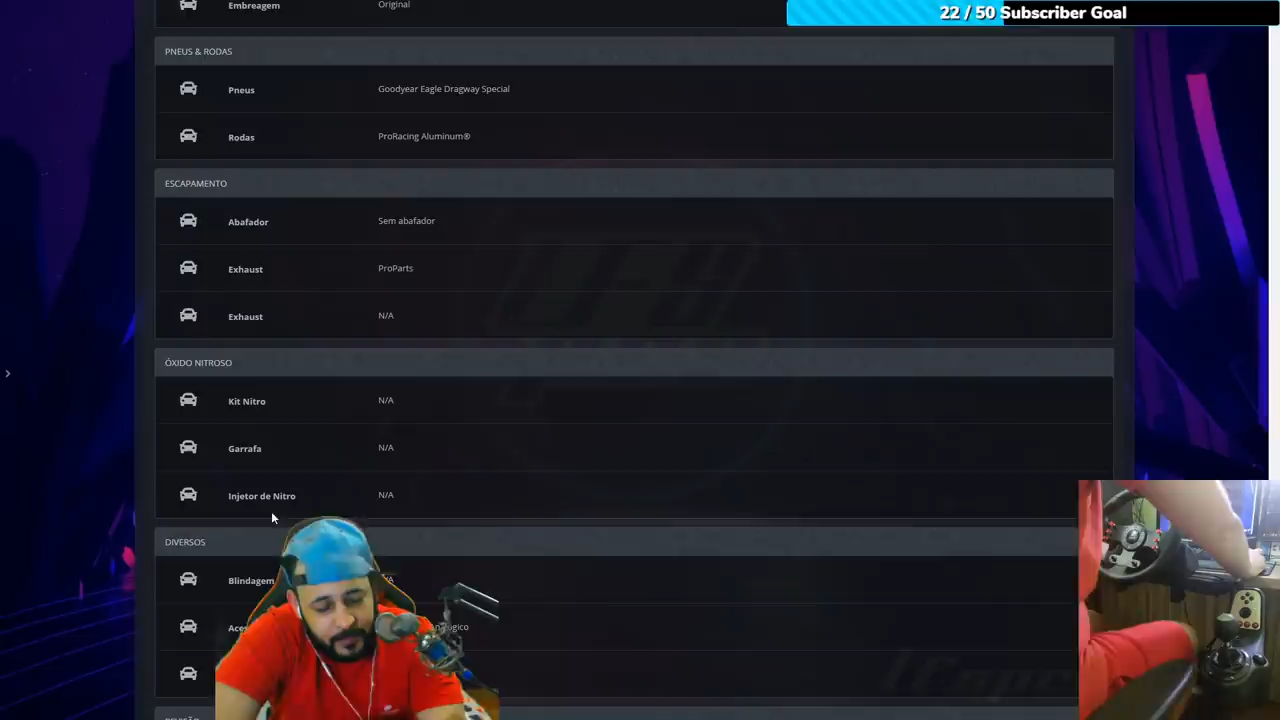 Embreagem Original
22 / 50 Subscriber Goal
PNEUS & RODAS
Pneus Goodyear Eagle Dragway Special
Rodas ProRacing Aluminum®
ESCAPAMENTO
Abafador Sem abafador
Exhaust ProParts
Exhaust N/A
ÓXIDO NITROSO
Kit Nitro N/A
Garrafa N/A
Injetor de Nitro N/A
DIVERSOS
Blindagem